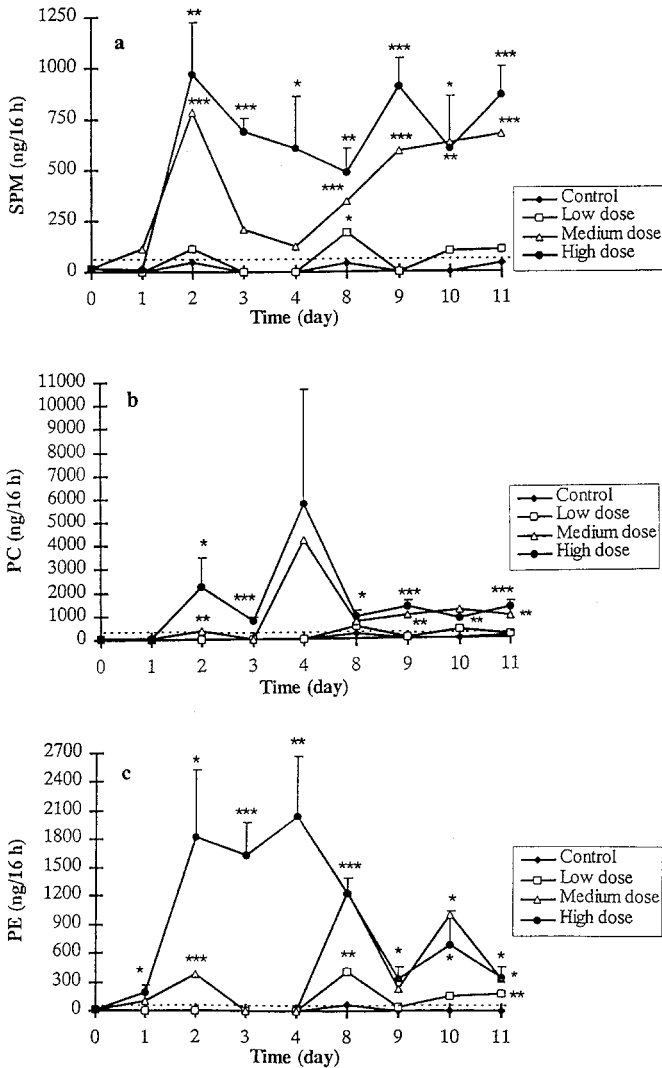 a
SPM (ng/16 h)
1250
1000
750
500
250
0
** *** *** * ** *** *** * *** * ** *** ***
0 1 2 3 4 8 9 10 11
Time (day)
Control
Low dose
Medium dose
High dose
b
PC (ng/16 h)
11000
10000
9000
8000
7000
6000
5000
4000
3000
2000
1000
0
* ** *** * *** ** ** *** **
0 1 2 3 4 8 9 10 11
Time (day)
Control
Low dose
Medium dose
High dose
c
PE (ng/16 h)
2700
2400
2100
1800
1500
1200
900
600
300
0
* * *** *** ** *** ** * * * * * **
0 1 2 3 4 8 9 10 11
Time (day)
Control
Low dose
Medium dose
High dose